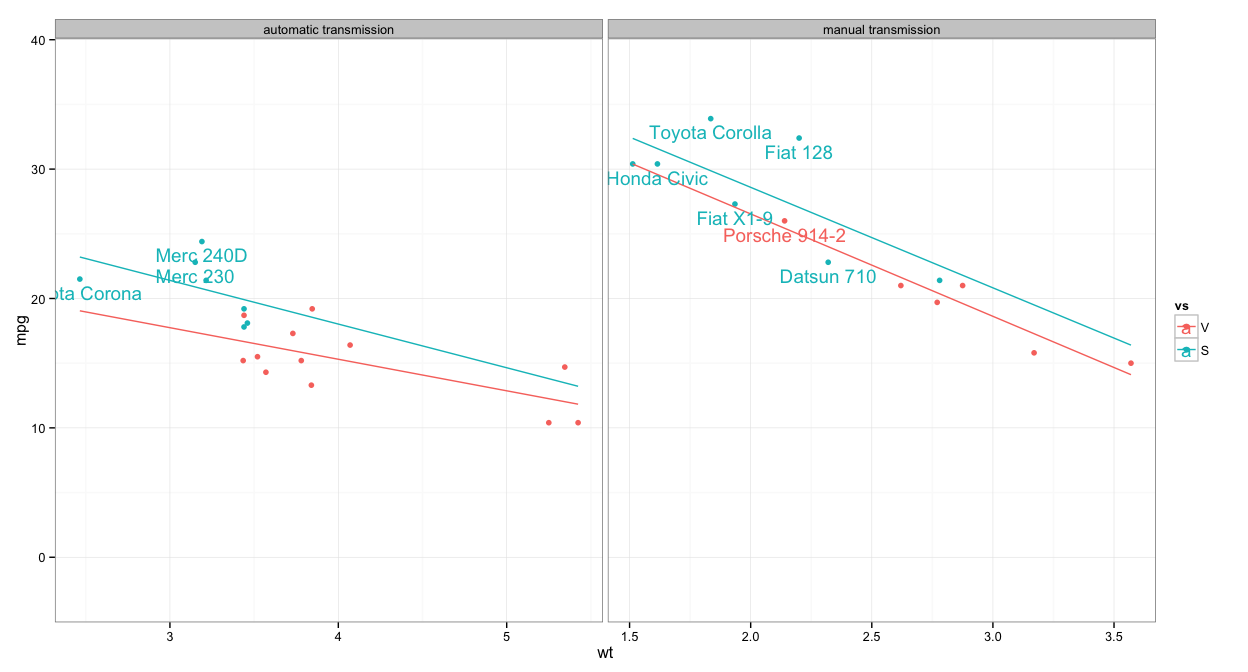 automatic transmission
manual transmission
mpg
40
30
20
10
0
Merc 240D
Merc 230
ta Corona
3
4
5
Toyota Corolla
Fiat 128
Honda Civic
Fiat X1-9
Porsche 914-2
Datsun 710
1.5
2.0
2.5
3.0
3.5
wt
vs
a V
a S